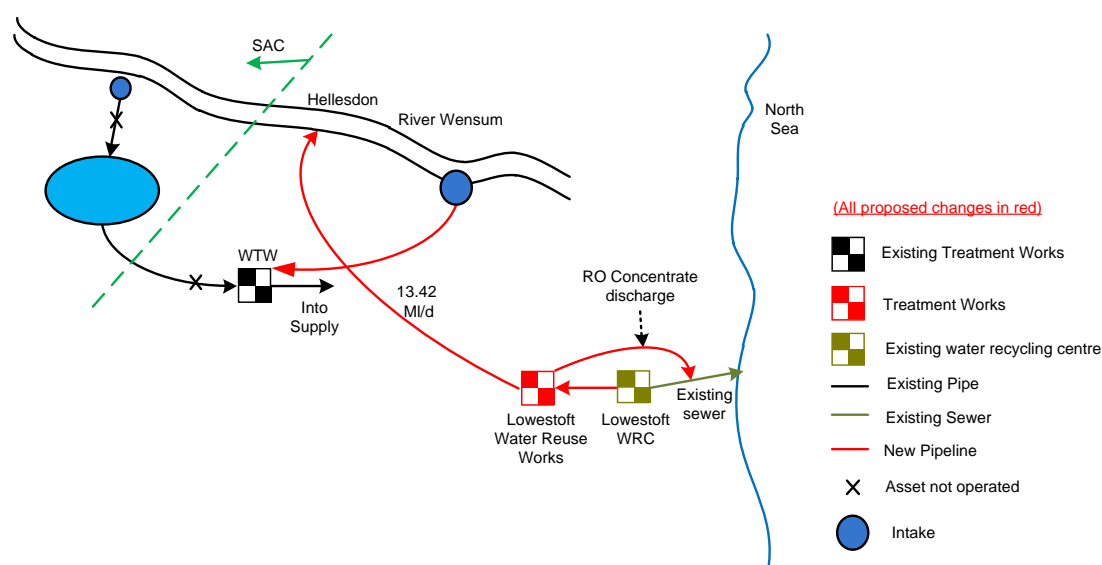 SAC
Hellesdon
River Wensum
North
Sea
WTW
Into
Supply
13.42
Ml/d
RO Concentrate
discharge
Existing
sewer
Lowestoft
Water Reuse
Works
Lowestoft
WRC
(All proposed changes in red)
Existing Treatment Works
Treatment Works
Existing water recycling centre
Existing Pipe
Existing Sewer
New Pipeline
Asset not operated
Intake